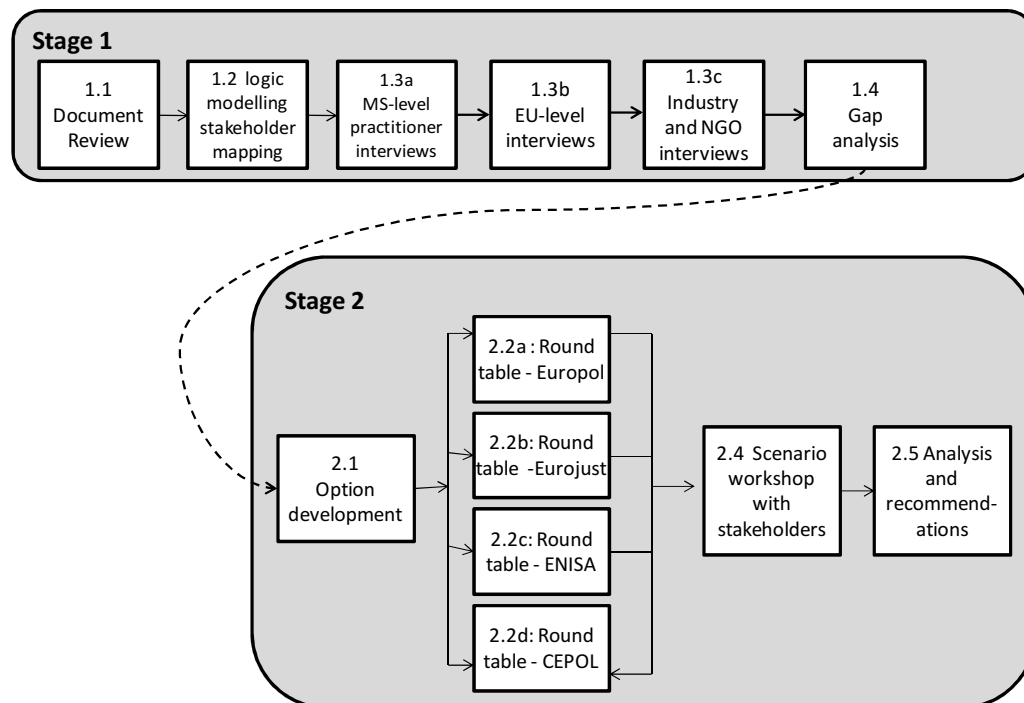 Stage 1
1.1
Document
Review
1.2 logic
modelling
stakeholder
mapping
1.3a
MS-level
practitioner
interviews
1.3b
EU-level
interviews
1.3c
Industry
and NGO
interviews
1.4
Gap
analysis
Stage 2
2.1
Option
development
2.2a : Round
table - Europol
2.2b: Round
table -Eurojust
2.2c: Round
table - ENISA
2.2d: Round
table - CEPOL
2.4 Scenario
workshop
with
stakeholders
2.5 Analysis
and
recommend-
ations